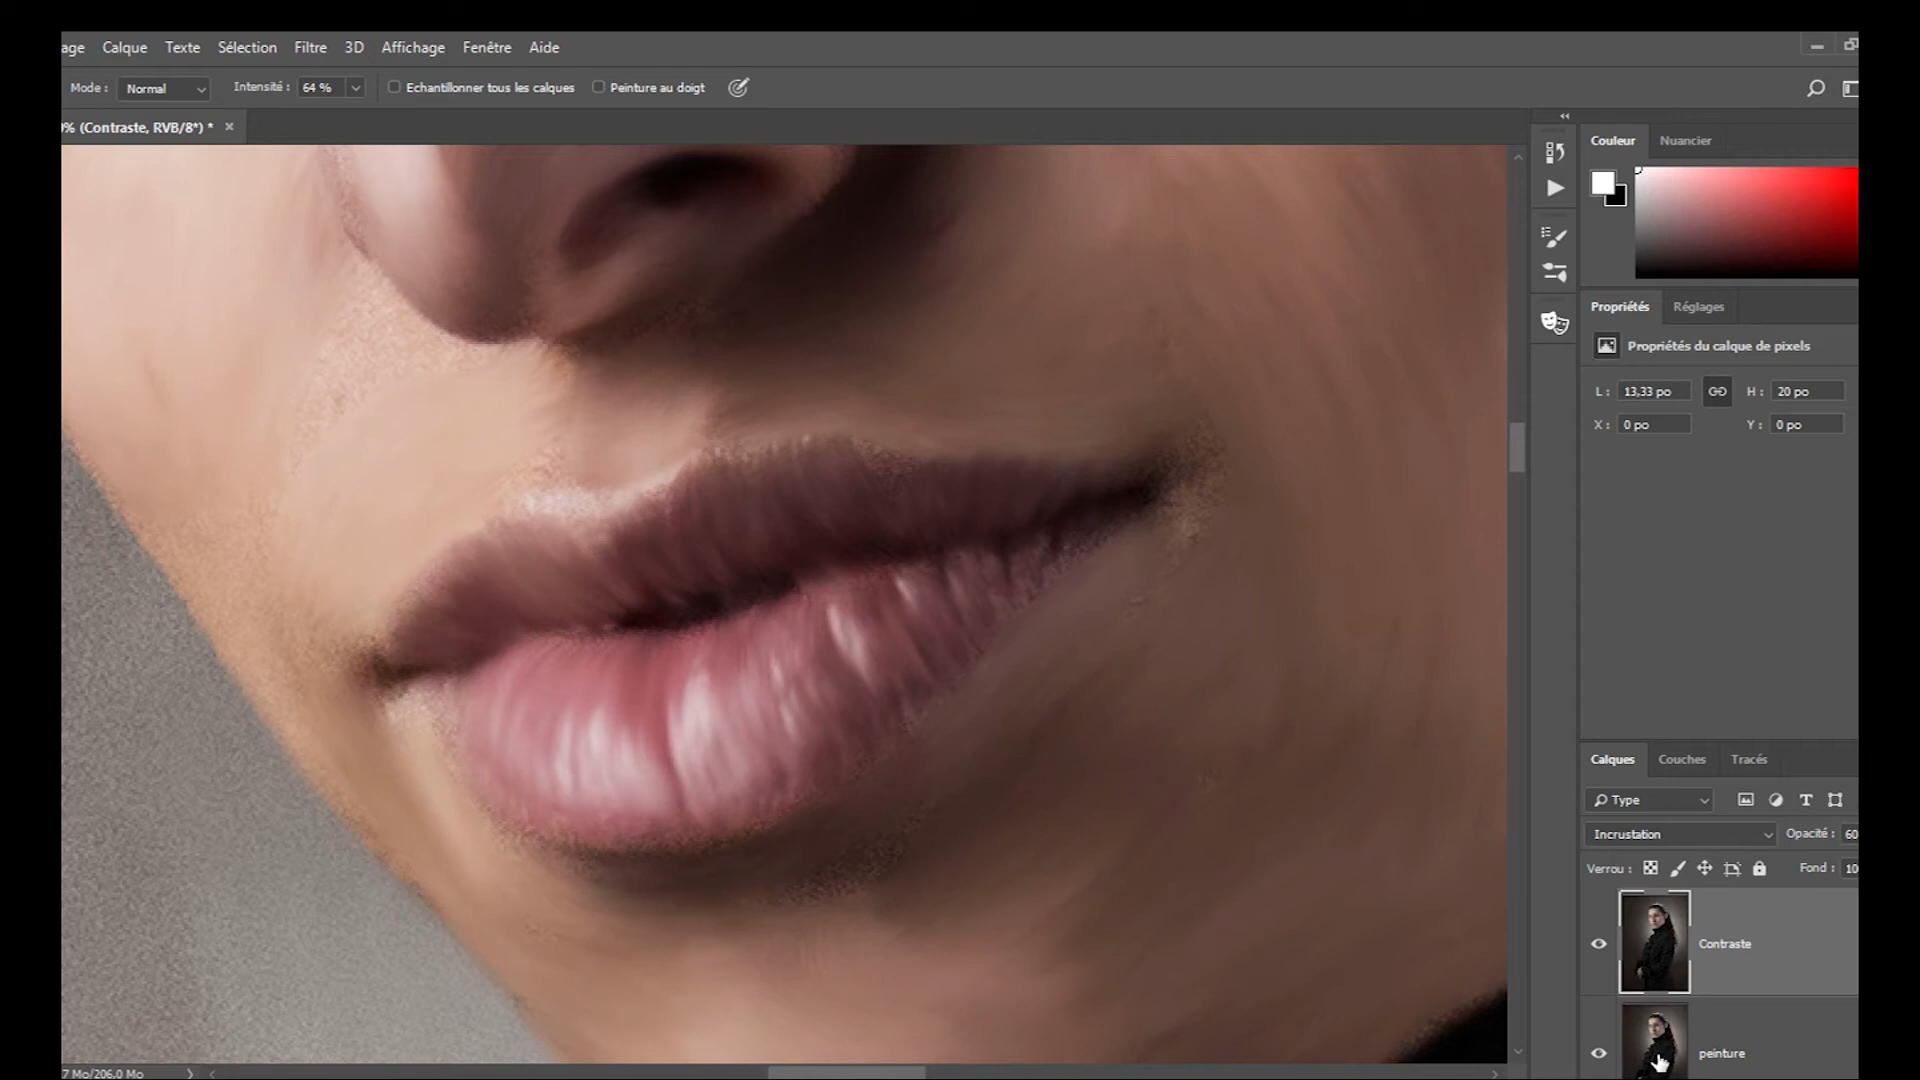 age Calque Texte Sélection Filtre 3D Affichage Fenêtre Aide
Mode : Normal Intensité : 64 % Echantillonner tous les calques Peinture au doigt
% (Contraste, RVB/8*) * ×
Couleur Nuancier
Propriétés Réglages
Propriétés du calque de pixels
L : 13,33 po H : 20 po
X : 0 po Y : 0 po
Calques Couches Tracés
Type
Incrustation Opacité : 60
Verrou : Fond : 10
Contraste
peinture
7 Mo/206,0 Mo